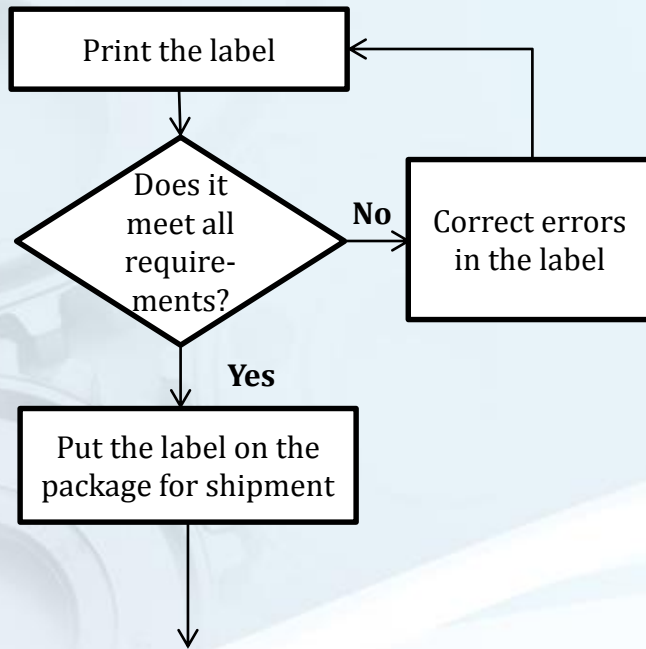 Print the label
Does it
meet all
require-
ments?
No
Correct errors
in the label
Yes
Put the label on the
package for shipment